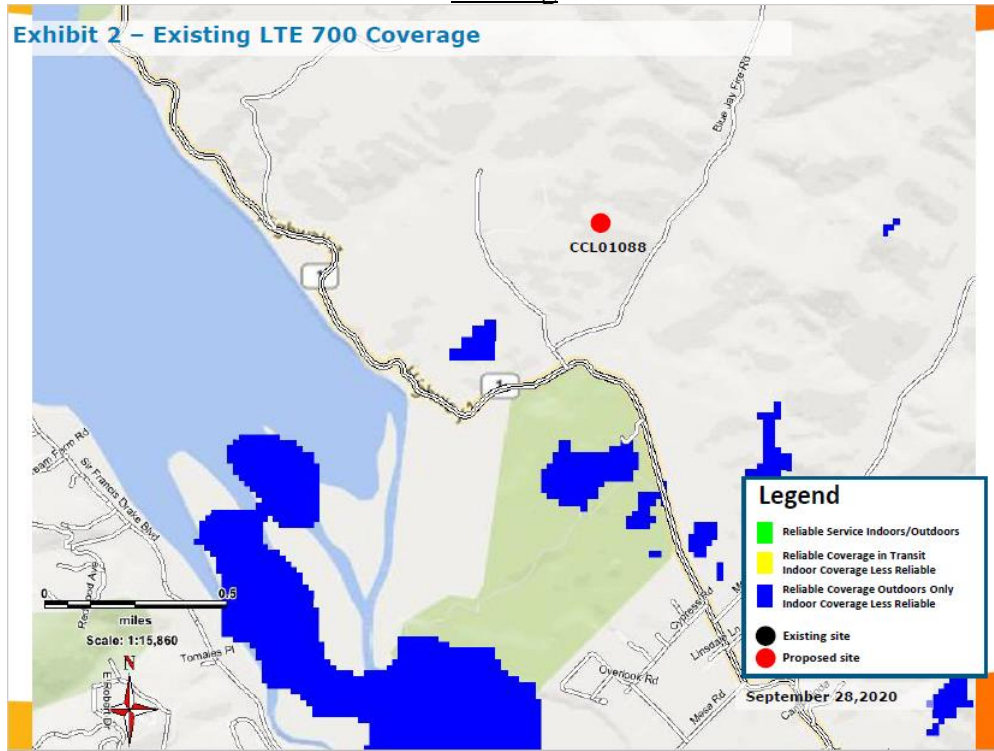 Exhibit 2 – Existing LTE 700 Coverage
Blue Jay Fire Rd
CCL01088
1
1
Sir Francis Drake Blvd
Legend
Reliable Service Indoors/Outdoors
Reliable Coverage in Transit
Indoor Coverage Less Reliable
Reliable Coverage Outdoors Only
Indoor Coverage Less Reliable
Existing site
Proposed site
0
0.5
miles
Scale: 1:15,860
N
Tomales Pl
Cypress Rd
Overlook Rd
Mesa Rd
September 28,2020